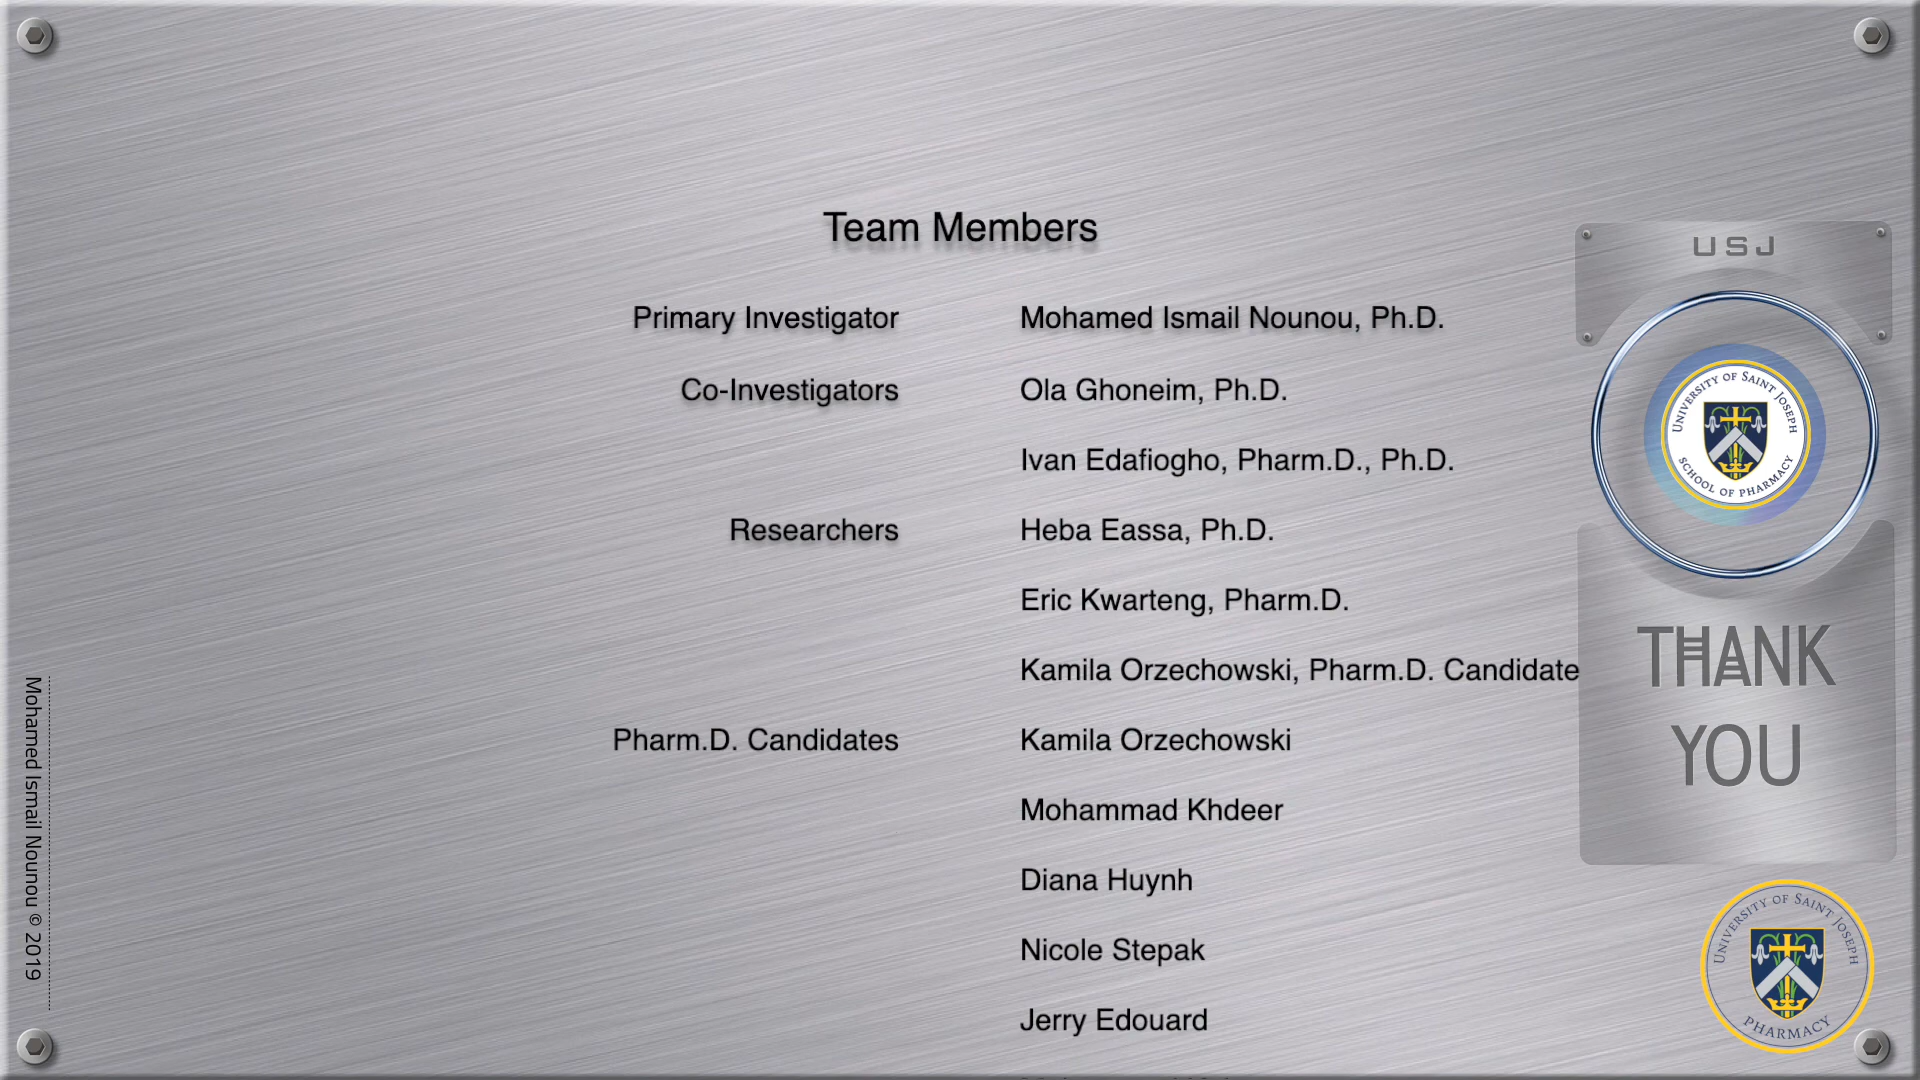 Team Members
Primary Investigator Mohamed Ismail Nounou, Ph.D.
Co-Investigators Ola Ghoneim, Ph.D.
Ivan Edafiogho, Pharm.D., Ph.D.
Researchers Heba Eassa, Ph.D.
Eric Kwarteng, Pharm.D.
Kamila Orzechowski, Pharm.D. Candidate
Pharm.D. Candidates Kamila Orzechowski
Mohammad Khdeer
Diana Huynh
Nicole Stepak
Jerry Edouard
USJ
UNIVERSITY OF SAINT JOSEPH
SCHOOL OF PHARMACY
THANK
YOU
UNIVERSITY OF SAINT JOSEPH
PHARMACY
Mohamed Ismail Nounou © 2019